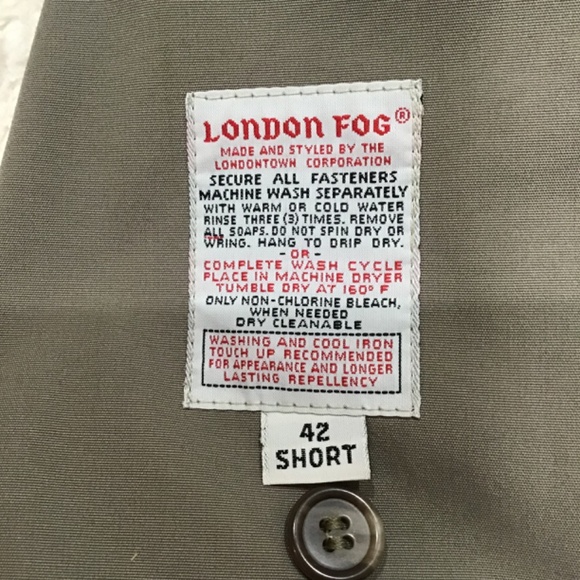 LONDON FOG®
MADE AND STYLED BY THE
LONDONTOWN CORPORATION
SECURE ALL FASTENERS
MACHINE WASH SEPARATELY
WITH WARM OR COLD WATER
RINSE THREE (3) TIMES. REMOVE
ALL SOAPS. DO NOT SPIN DRY OR
WRING. HANG TO DRIP DRY.
- OR -
COMPLETE WASH CYCLE
PLACE IN MACHINE DRYER
TUMBLE DRY AT 160° F
ONLY NON-CHLORINE BLEACH,
WHEN NEEDED
DRY CLEANABLE
WASHING AND COOL IRON
TOUCH UP RECOMMENDED
FOR APPEARANCE AND LONGER
LASTING REPELLENCY
42
SHORT